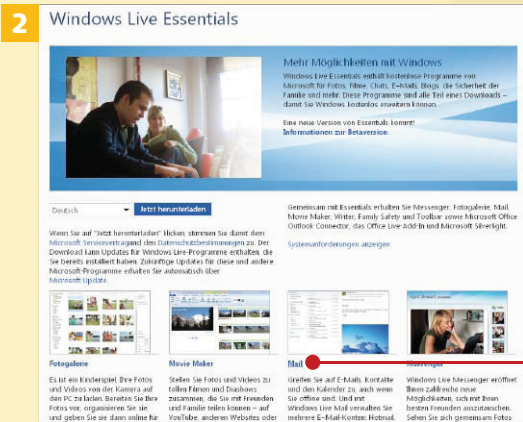 2
Windows Live Essentials
Mehr Möglichkeiten mit Windows
Windows Live Essentials enthält kostenlose Programme von
Microsoft für Fotos, Filme, Chats, E-Mails, Blogs, die Sicherheit der
Familie und mehr. Diese Programme sind alle Teil eines Downloads –
damit Sie Windows kostenlos erweitern können.
Eine neue Version von Essentials kommt!
Informationen zur Betaversion.
Deutsch
Jetzt herunterladen
Wenn Sie auf "Jetzt herunterladen" klicken, stimmen Sie damit dem
Microsoft Servicevertrag und den Datenschutzbestimmungen zu. Der
Download kann Updates für Windows Live-Programme enthalten, die
Sie bereits installiert haben. Zukünftige Updates für diese und andere
Microsoft-Programme erhalten Sie automatisch über
Microsoft Update.
Gemeinsam mit Essentials erhalten Sie Messenger, Fotogalerie, Mail,
Movie Maker, Writer, Family Safety und Toolbar sowie Microsoft Office
Outlook Connector, das Office Live-Add-In und Microsoft Silverlight.
Systemanforderungen anzeigen
Fotogalerie
Es ist ein Kinderspiel, Ihre Fotos
und Videos von der Kamera auf
den PC zu laden. Bereiten Sie Ihre
Fotos vor, organisieren Sie sie
und geben Sie sie dann online für
Movie Maker
Stellen Sie Fotos und Videos zu
tollen Filmen und Diashows
zusammen, die Sie mit Freunden
und Familie teilen können – auf
YouTube, anderen Websites oder
Mail
Greifen Sie auf E-Mails, Kontakte
und den Kalender zu, auch wenn
Sie offline sind. Und mit
Windows Live Mail verwalten Sie
mehrere E-Mail-Konten: Hotmail,
Messenger
Windows Live Messenger eröffnet
Ihnen zahlreiche neue
Möglichkeiten, sich mit Ihren
besten Freunden auszutauschen.
Sehen Sie sich gemeinsam Fotos